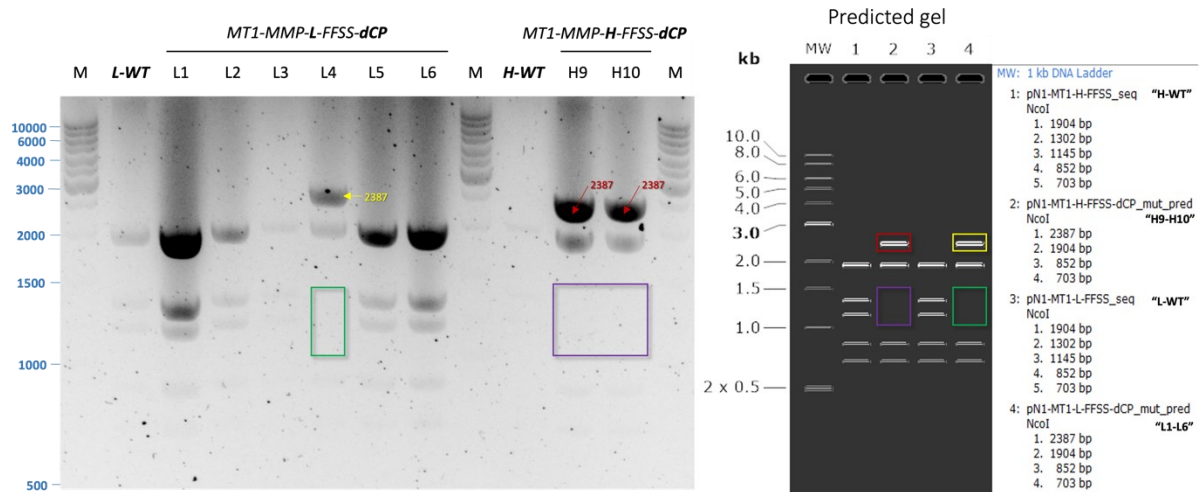 MT1-MMP-L-FFSS-dCP
MT1-MMP-H-FFSS-dCP
M L-WT L1 L2 L3 L4 L5 L6 M H-WT H9 H10 M
10000
6000
4000
3000
2000
1500
1000
500
2387
2387
2387
Predicted gel
kb
MW 1 2 3 4
10.0
8.0
6.0
5.0
4.0
3.0
2.0
1.5
1.0
2 x 0.5
MW: 1 kb DNA Ladder
1: pN1-MT1-H-FFSS_seq "H-WT"
NcoI
1. 1904 bp
2. 1302 bp
3. 1145 bp
4. 852 bp
5. 703 bp
2: pN1-MT1-H-FFSS-dCP_mut_pred
NcoI "H9-H10"
1. 2387 bp
2. 1904 bp
3. 852 bp
4. 703 bp
3: pN1-MT1-L-FFSS_seq "L-WT"
NcoI
1. 1904 bp
2. 1302 bp
3. 1145 bp
4. 852 bp
5. 703 bp
4: pN1-MT1-L-FFSS-dCP_mut_pred
NcoI "L1-L6"
1. 2387 bp
2. 1904 bp
3. 852 bp
4. 703 bp